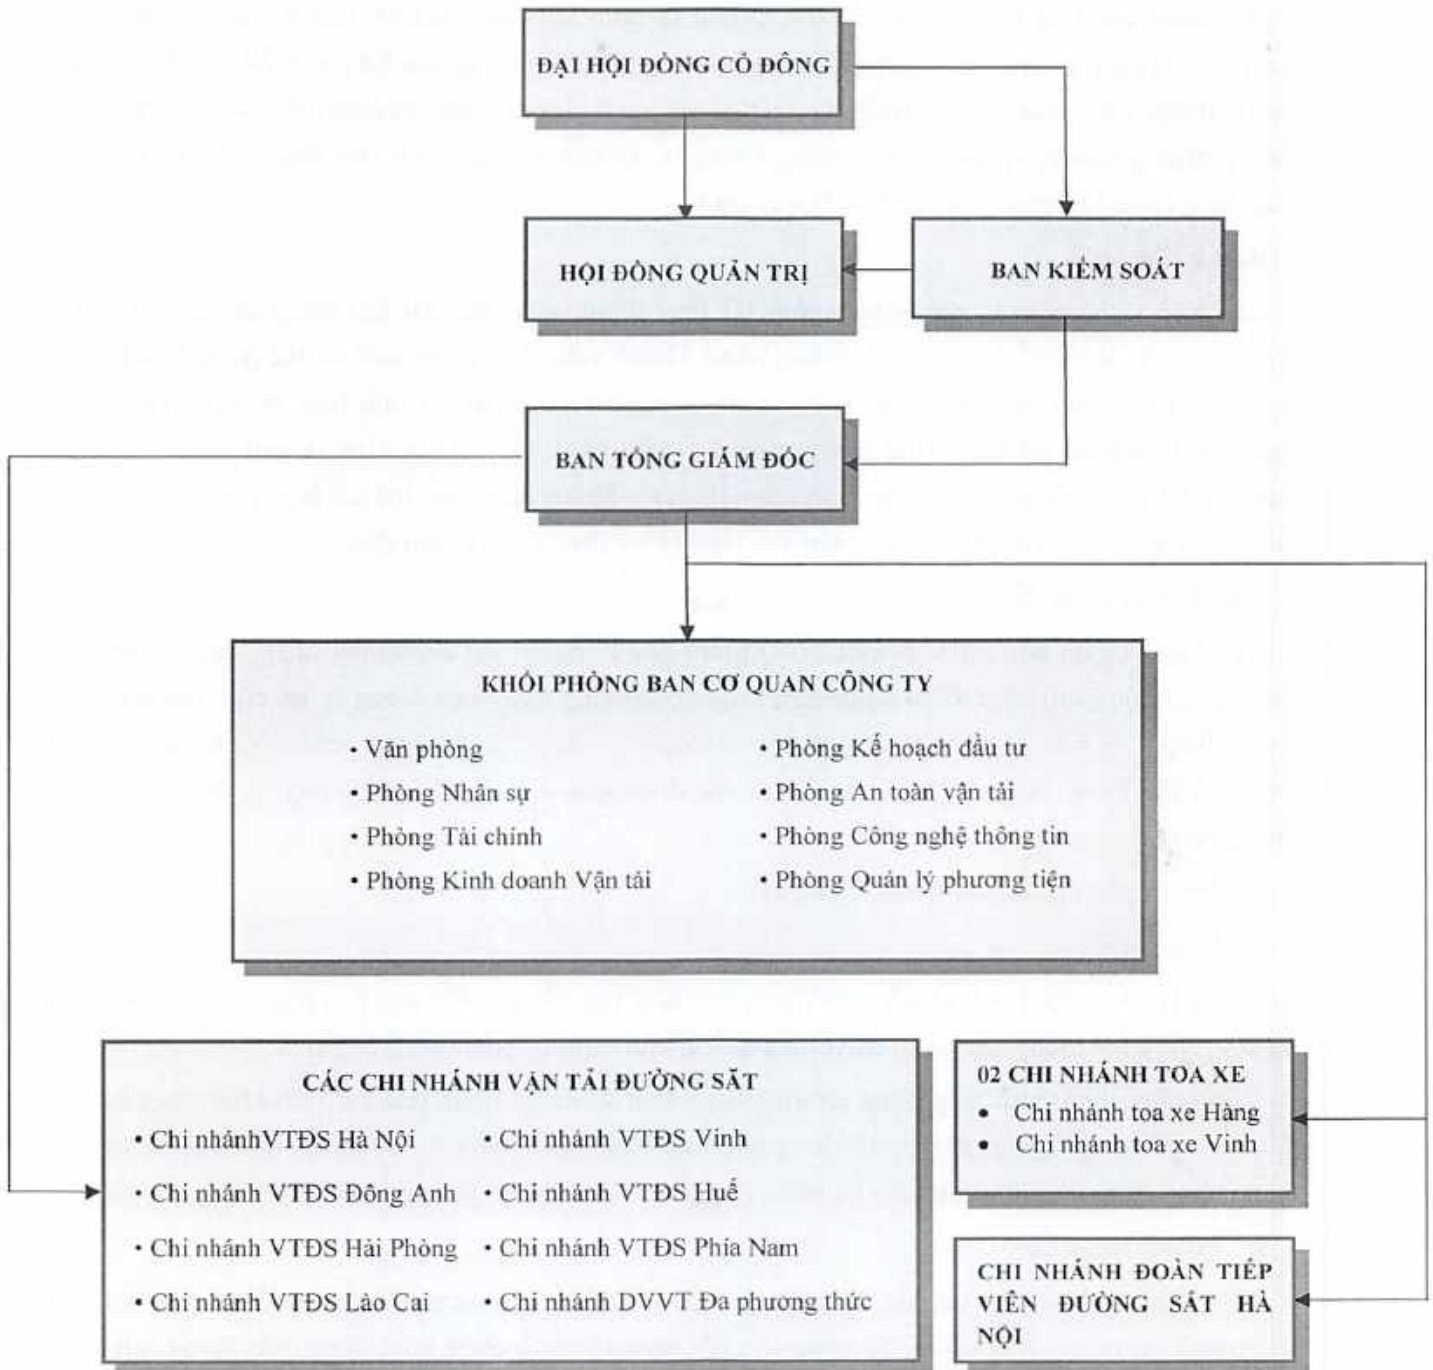 ĐẠI HỘI ĐỒNG CỔ ĐÔNG
HỘI ĐỒNG QUẢN TRỊ
BAN KIỂM SOÁT
BAN TỔNG GIÁM ĐỐC
KHỐI PHÒNG BAN CƠ QUAN CÔNG TY
• Văn phòng
• Phòng Nhân sự
• Phòng Tài chính
• Phòng Kinh doanh Vận tải
• Phòng Kế hoạch đầu tư
• Phòng An toàn vận tải
• Phòng Công nghệ thông tin
• Phòng Quản lý phương tiện
CÁC CHI NHÁNH VẬN TẢI ĐƯỜNG SẮT
• Chi nhánhVTĐS Hà Nội
• Chi nhánh VTĐS Đông Anh
• Chi nhánh VTĐS Hải Phòng
• Chi nhánh VTĐS Lào Cai
• Chi nhánh VTĐS Vinh
• Chi nhánh VTĐS Huế
• Chi nhánh VTĐS Phía Nam
• Chi nhánh DVVT Đa phương thức
02 CHI NHÁNH TOA XE
• Chi nhánh toa xe Hàng
• Chi nhánh toa xe Vinh
CHI NHÁNH ĐOÀN TIẾP
VIÊN ĐƯỜNG SẮT HÀ
NỘI